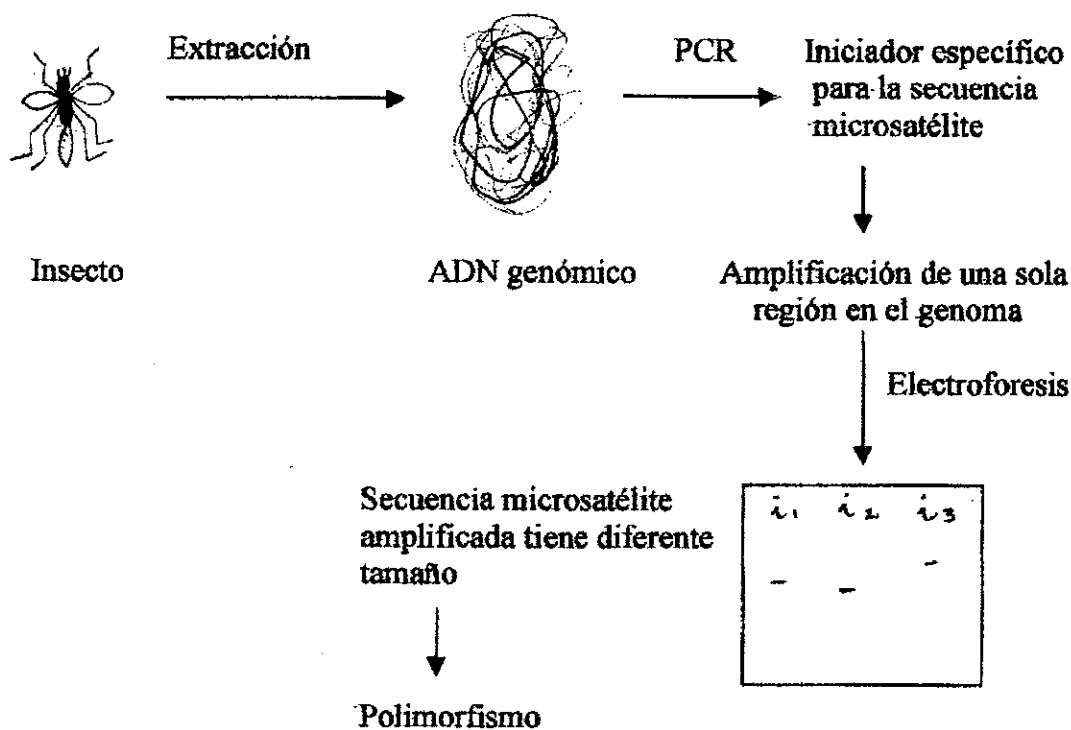 Extracción
PCR
Iniciador específico
para la secuencia
microsatélite
Insecto
ADN genómico
Amplificación de una sola
región en el genoma
Electroforesis
Secuencia microsatélite
amplificada tiene diferente
tamaño
i1 i2 i3
Polimorfismo